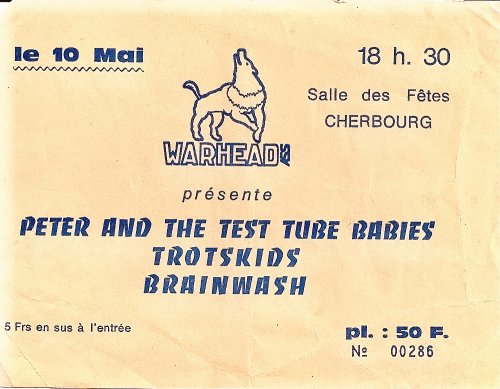 le 10 Mai
18 h. 30
Salle des Fêtes
CHERBOURG
WARHEAD
présente
PETER AND THE TEST TUBE BABIES
TROTSKIDS
BRAINWASH
5 Frs en sus à l'entrée
pl. : 50 F.
Nº 00286